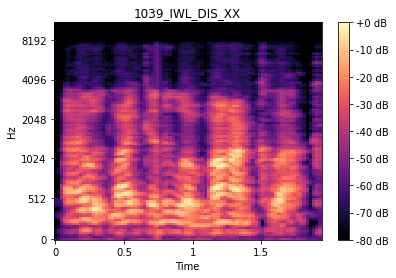 1039_IWL_DIS_XX
Hz
8192
4096
2048
1024
512
0
0
0.5
1
1.5
Time
+0 dB
-10 dB
-20 dB
-30 dB
-40 dB
-50 dB
-60 dB
-70 dB
-80 dB